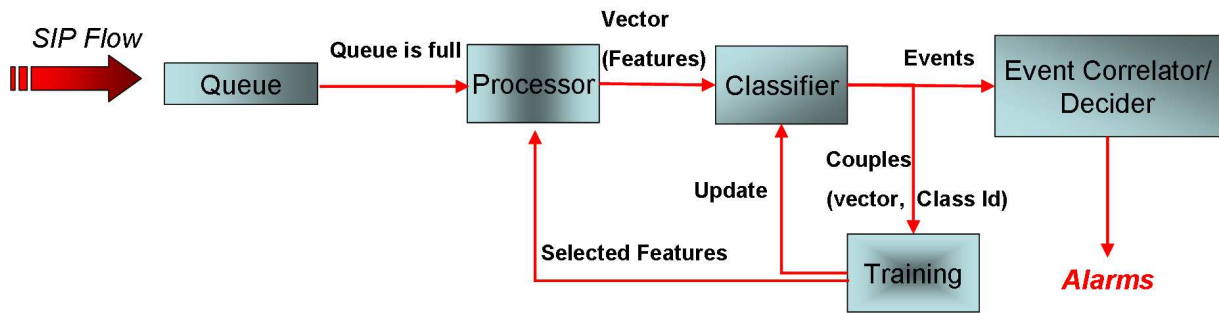 SIP Flow
Queue
Queue is full
Processor
Vector
(Features)
Classifier
Events
Event Correlator/
Decider
Couples
(vector, Class Id)
Update
Selected Features
Training
Alarms